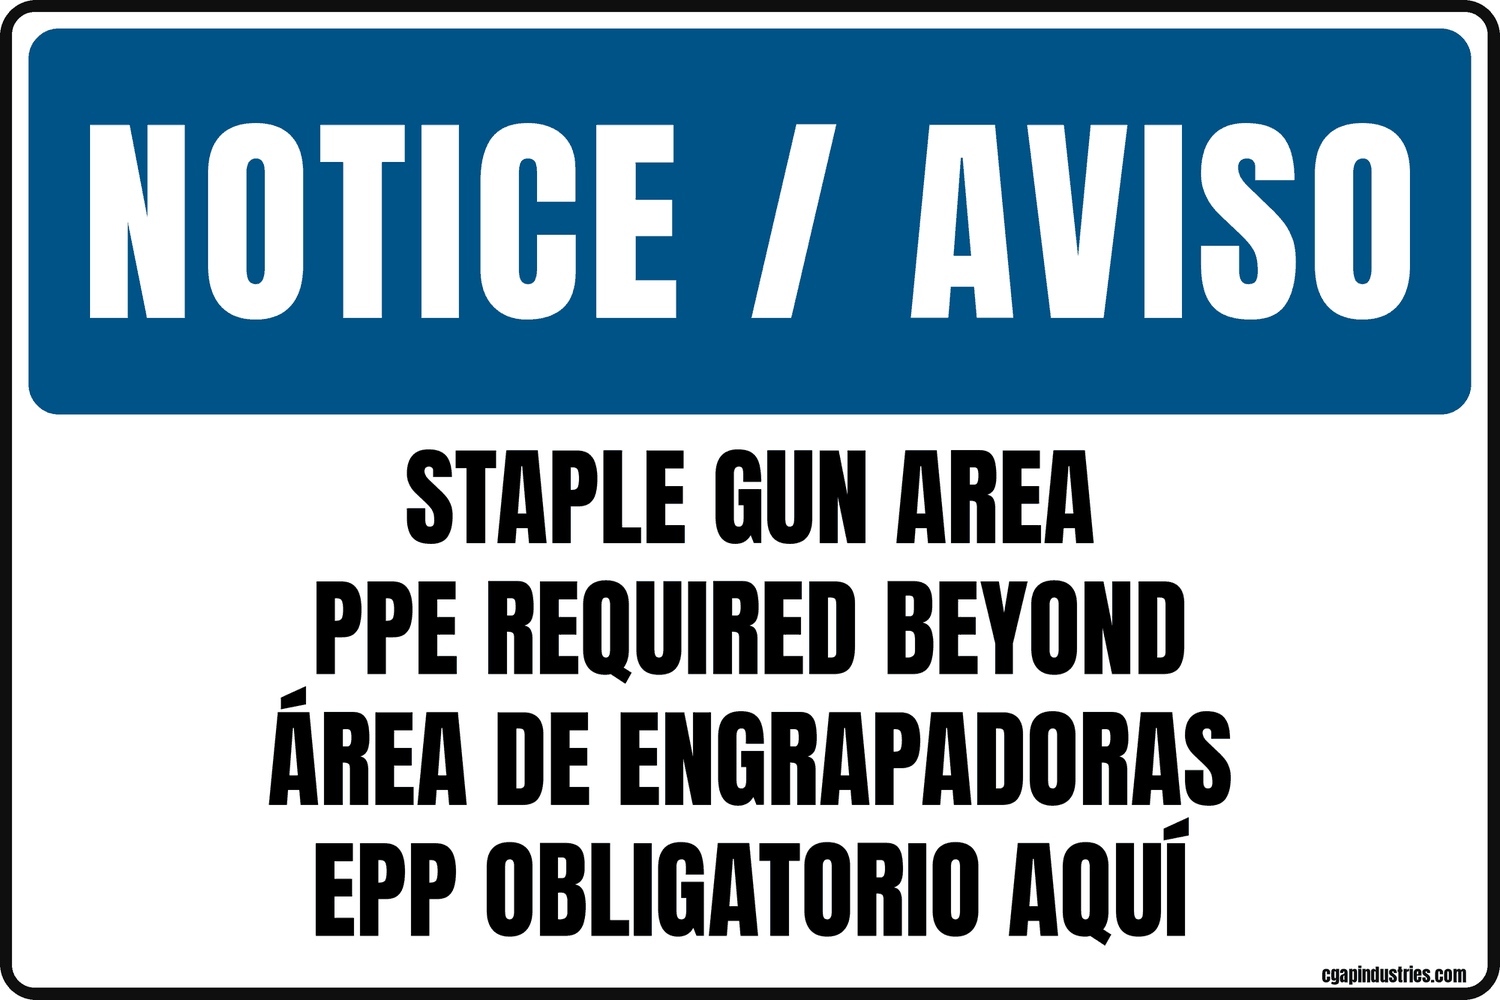 NOTICE / AVISO
STAPLE GUN AREA
PPE REQUIRED BEYOND
ÁREA DE ENGRAPADORAS
EPP OBLIGATORIO AQUÍ
cgapindustries.com